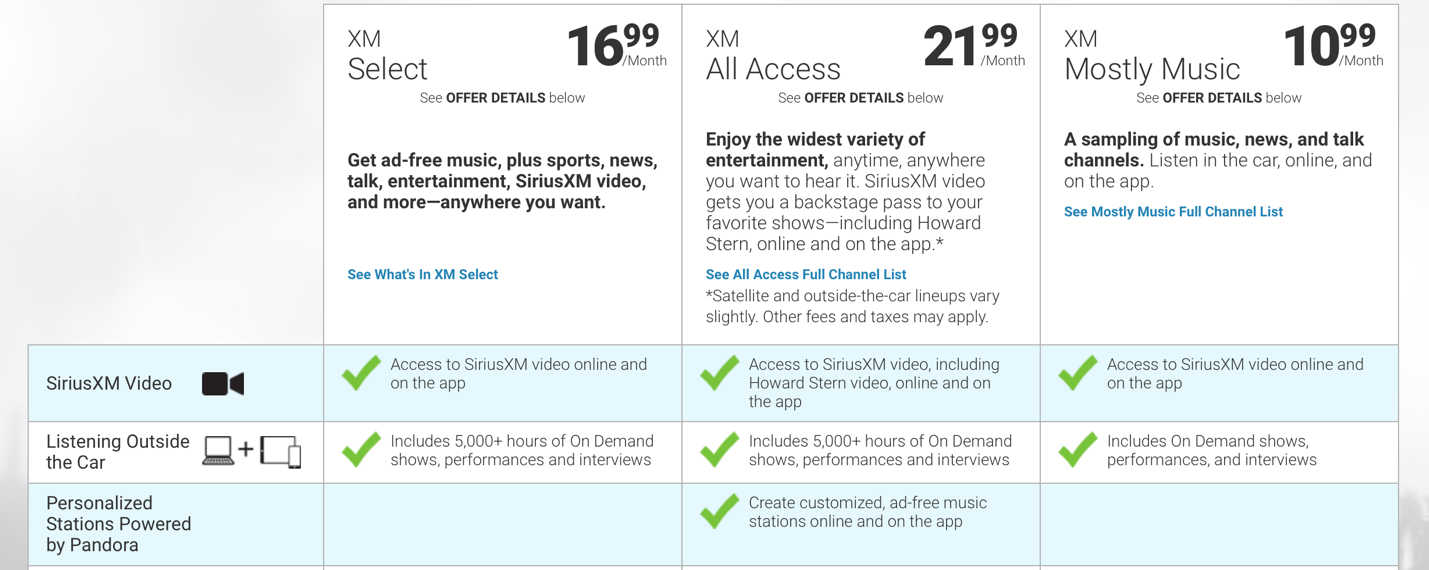 XM
Select
16⁹⁹
/Month
See OFFER DETAILS below
Get ad-free music, plus sports, news,
talk, entertainment, SiriusXM video,
and more—anywhere you want.
See What's In XM Select
XM
All Access
21⁹⁹
/Month
See OFFER DETAILS below
Enjoy the widest variety of
entertainment, anytime, anywhere
you want to hear it. SiriusXM video
gets you a backstage pass to your
favorite shows—including Howard
Stern, online and on the app.*
See All Access Full Channel List
*Satellite and outside-the-car lineups vary
slightly. Other fees and taxes may apply.
XM
Mostly Music
10⁹⁹
/Month
See OFFER DETAILS below
A sampling of music, news, and talk
channels. Listen in the car, online, and
on the app.
See Mostly Music Full Channel List
SiriusXM Video
Access to SiriusXM video online and
on the app
Access to SiriusXM video, including
Howard Stern video, online and on
the app
Access to SiriusXM video online and
on the app
Listening Outside
the Car
+
Includes 5,000+ hours of On Demand
shows, performances and interviews
Includes 5,000+ hours of On Demand
shows, performances and interviews
Includes On Demand shows,
performances, and interviews
Personalized
Stations Powered
by Pandora
Create customized, ad-free music
stations online and on the app